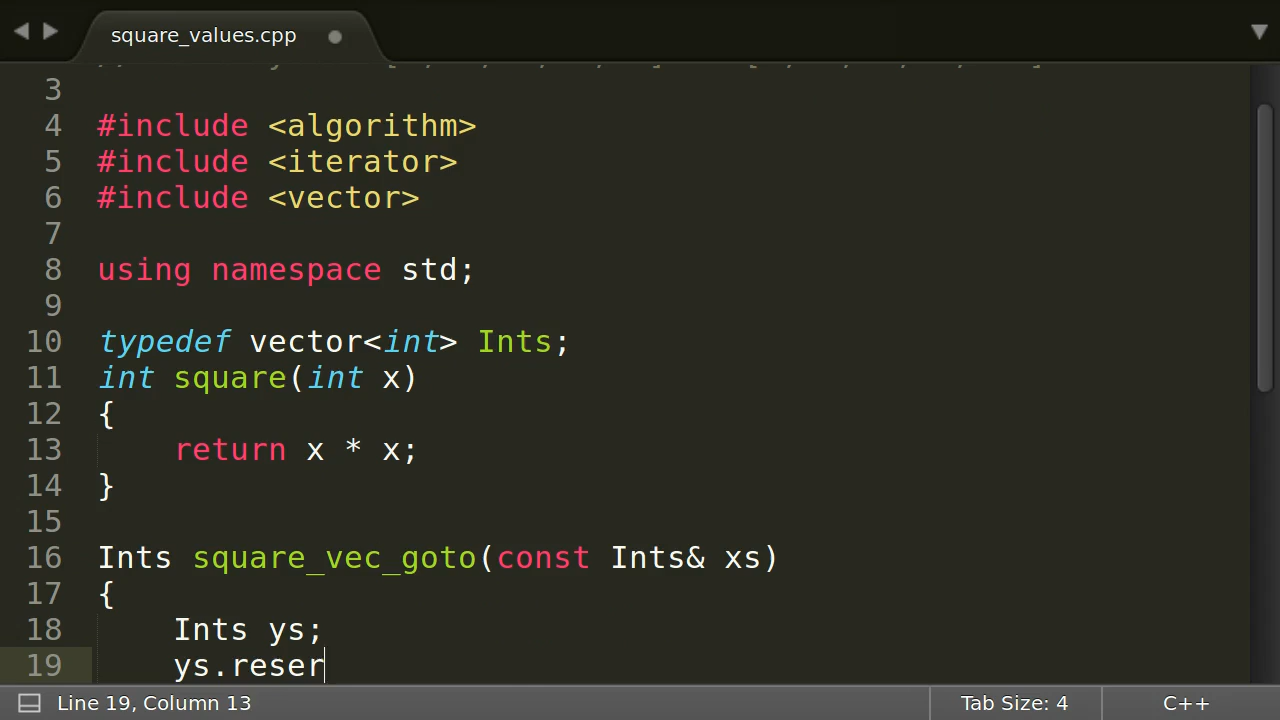 square_values.cpp
3
4 #include <algorithm>
5 #include <iterator>
6 #include <vector>
7
8 using namespace std;
9
10 typedef vector<int> Ints;
11 int square(int x)
12 {
13     return x * x;
14 }
15
16 Ints square_vec_goto(const Ints& xs)
17 {
18     Ints ys;
19     ys.reser
Line 19, Column 13 Tab Size: 4 C++